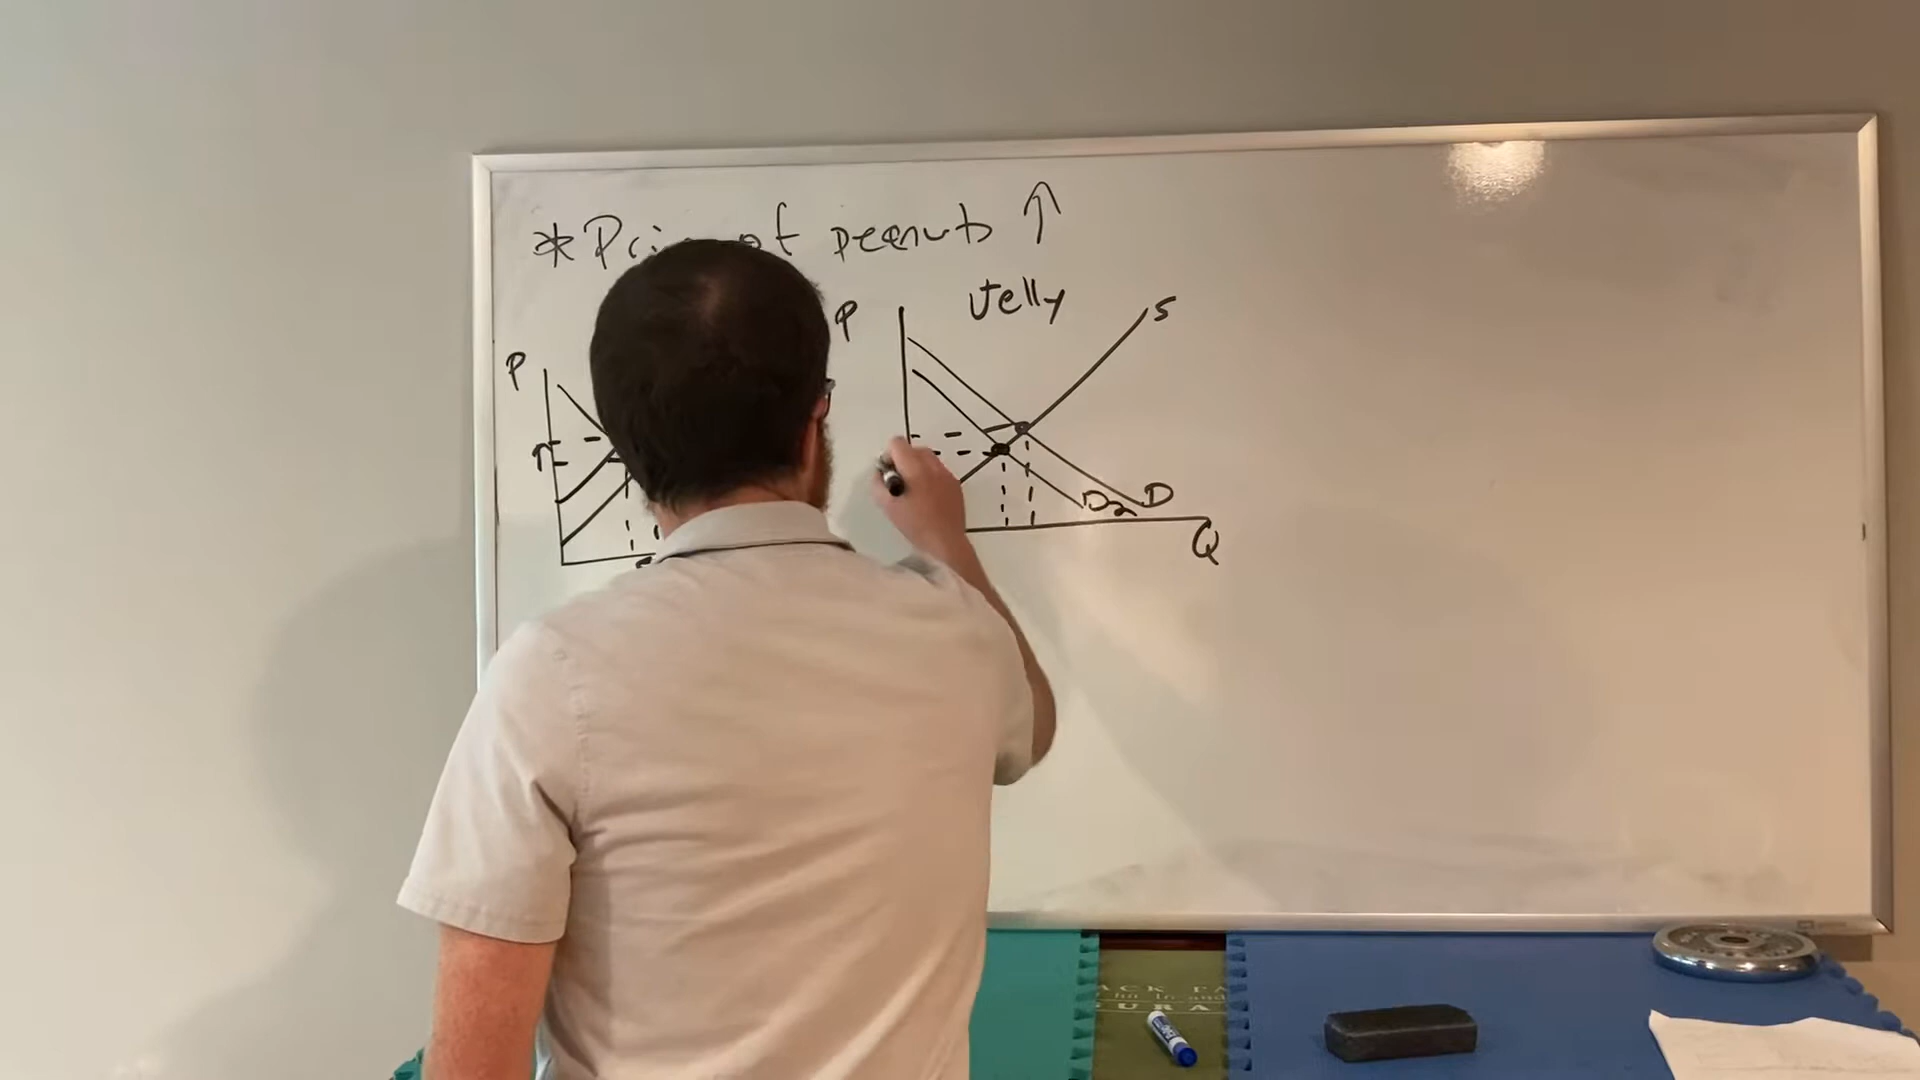 * Price of peanuts ↑
Jelly
P
S
P
D2 D
Q